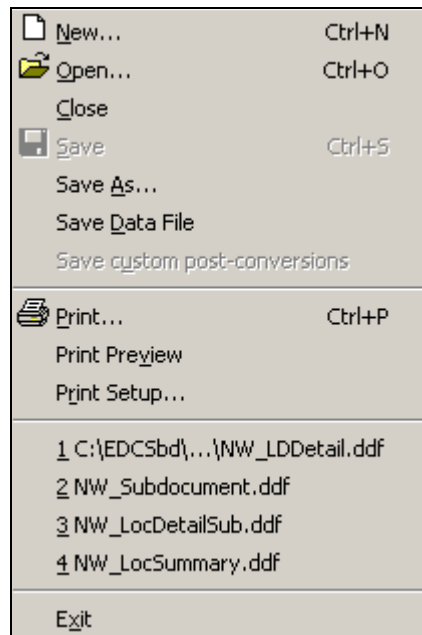 New... Ctrl+N
Open... Ctrl+O
Close
Save Ctrl+S
Save As...
Save Data File
Save custom post-conversions
Print... Ctrl+P
Print Preview
Print Setup...
1 C:\EDCSbd\...\NW_LDDetail.ddf
2 NW_Subdocument.ddf
3 NW_LocDetailSub.ddf
4 NW_LocSummary.ddf
Exit